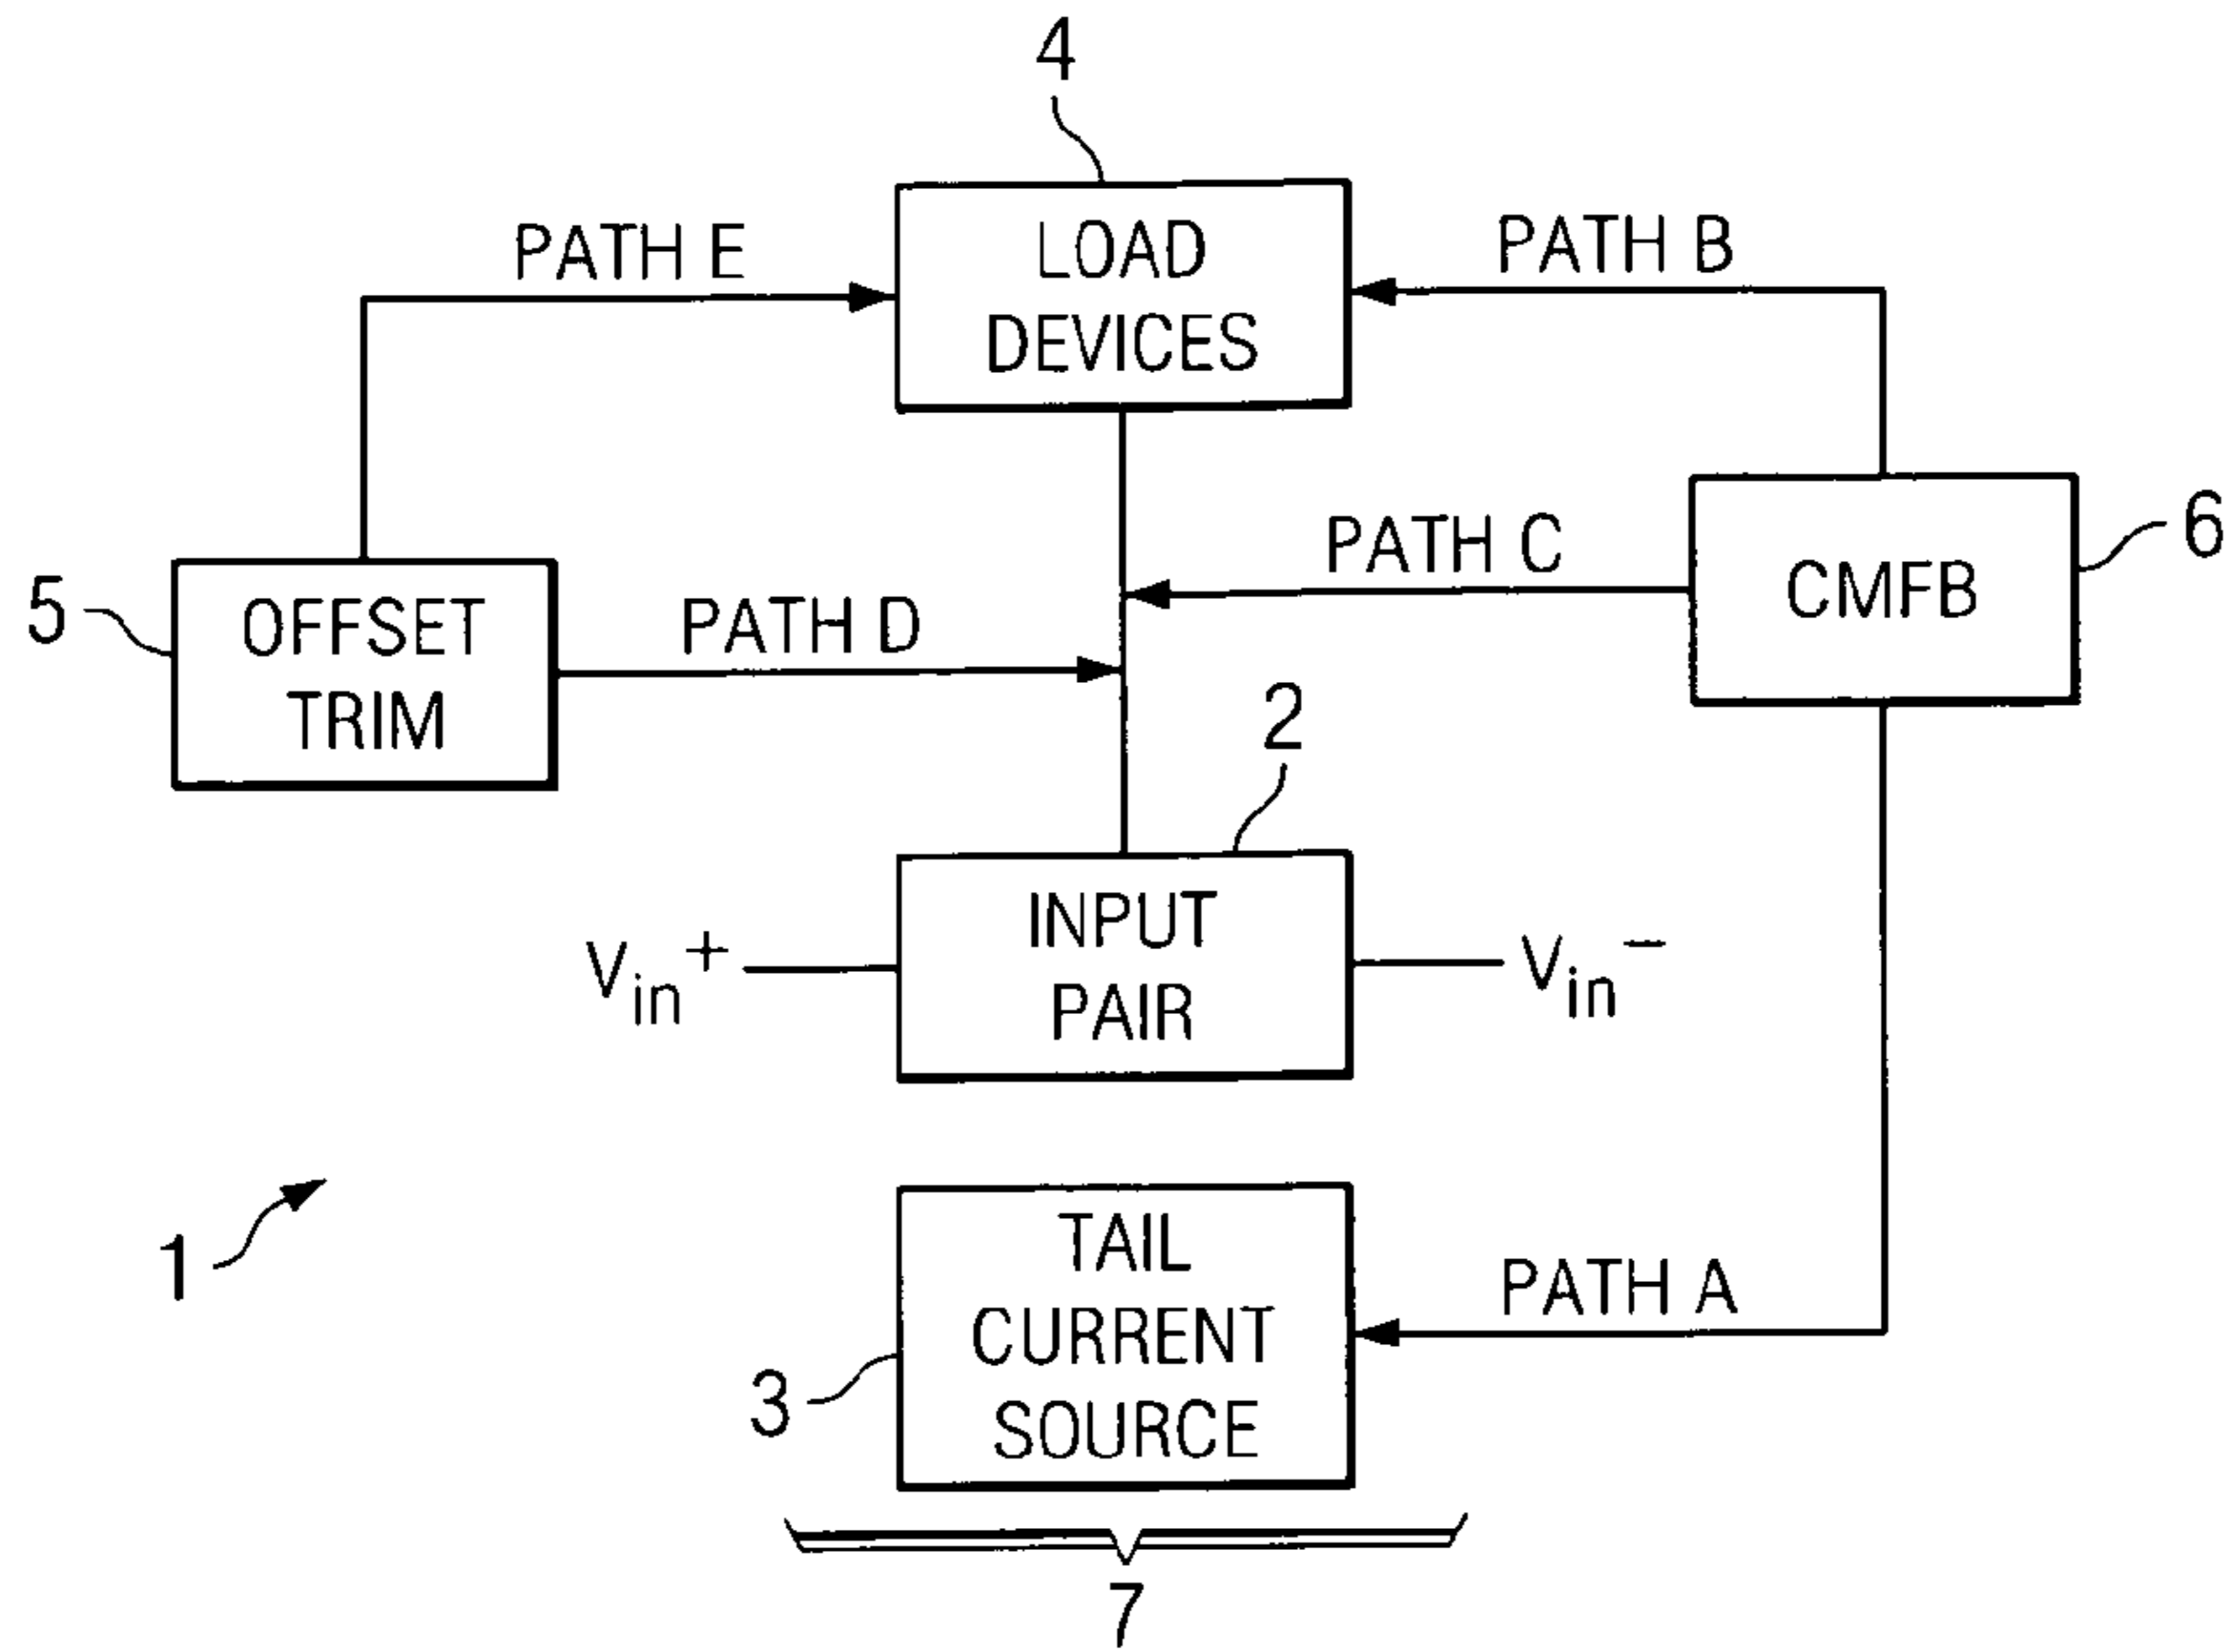 4
PATH E
LOAD
DEVICES
PATH B
5
OFFSET
TRIM
PATH D
PATH C
CMFB
6
2
Vin+
INPUT
PAIR
Vin−
1
3
TAIL
CURRENT
SOURCE
PATH A
7